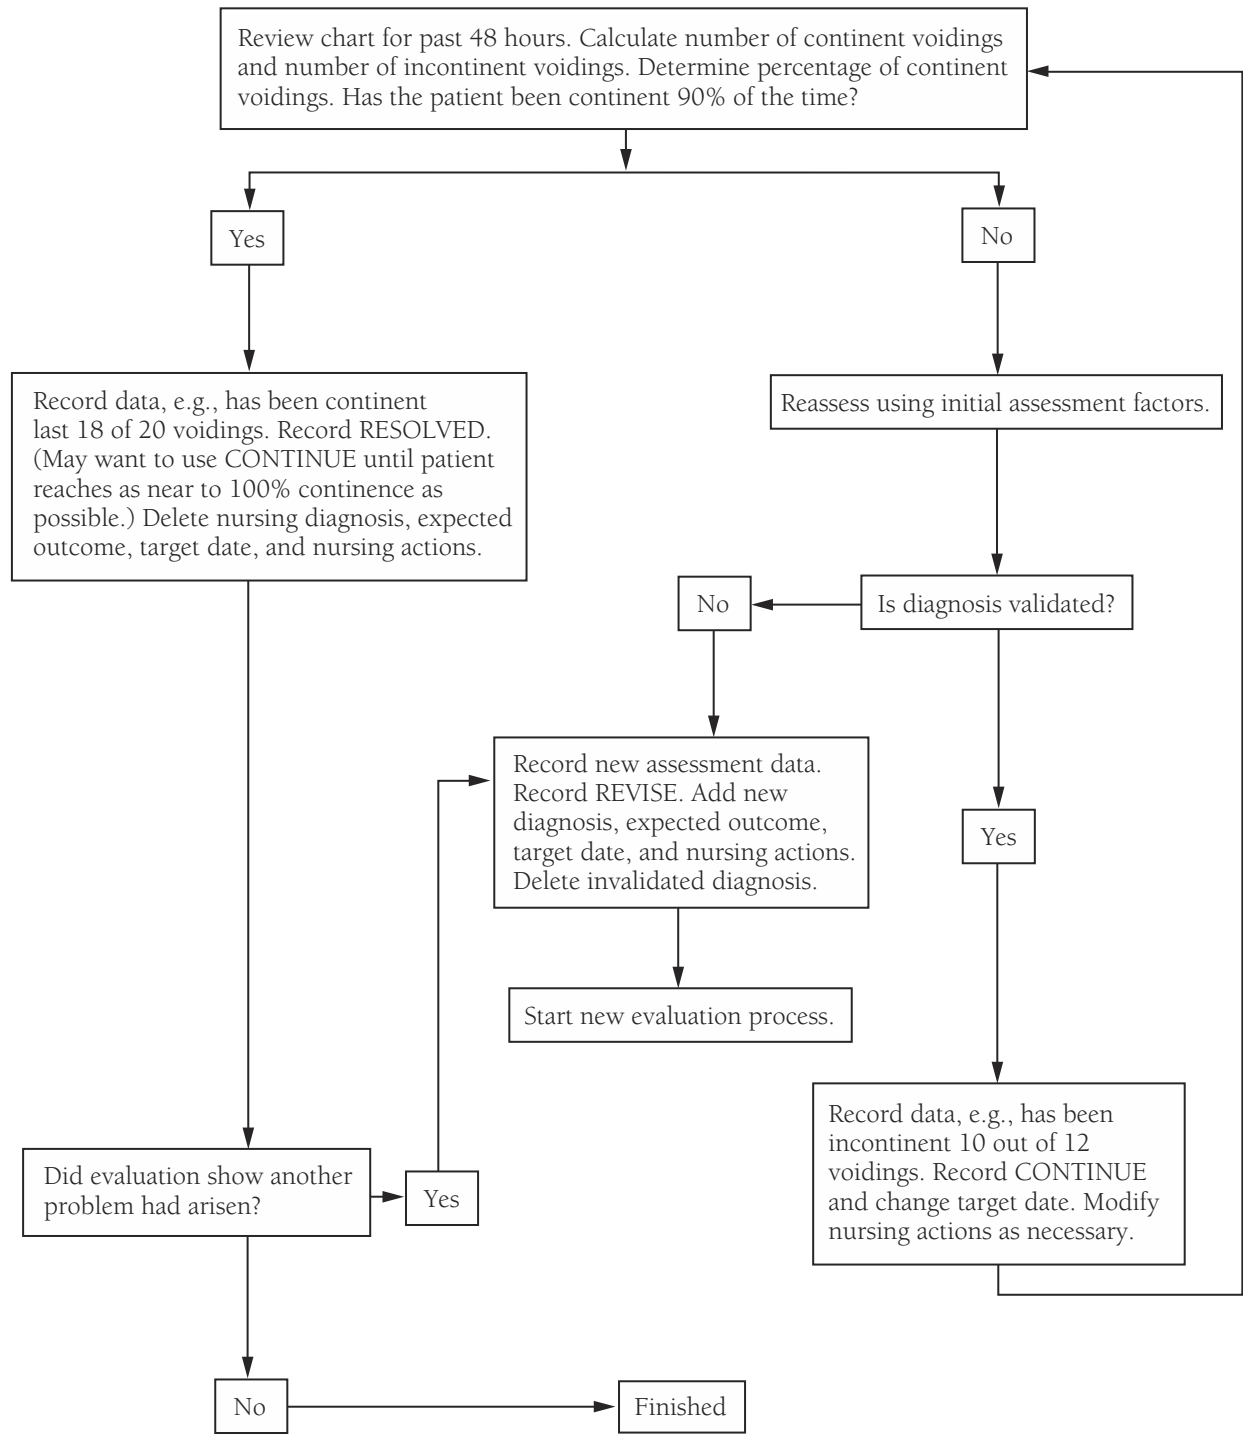 Review chart for past 48 hours. Calculate number of continent voidings
and number of incontinent voidings. Determine percentage of continent
voidings. Has the patient been continent 90% of the time?
Yes
No
Record data, e.g., has been continent
last 18 of 20 voidings. Record RESOLVED.
(May want to use CONTINUE until patient
reaches as near to 100% continence as
possible.) Delete nursing diagnosis, expected
outcome, target date, and nursing actions.
Reassess using initial assessment factors.
No
Is diagnosis validated?
Record new assessment data.
Record REVISE. Add new
diagnosis, expected outcome,
target date, and nursing actions.
Delete invalidated diagnosis.
Yes
Start new evaluation process.
Record data, e.g., has been
incontinent 10 out of 12
voidings. Record CONTINUE
and change target date. Modify
nursing actions as necessary.
Did evaluation show another
problem had arisen?
Yes
No
Finished